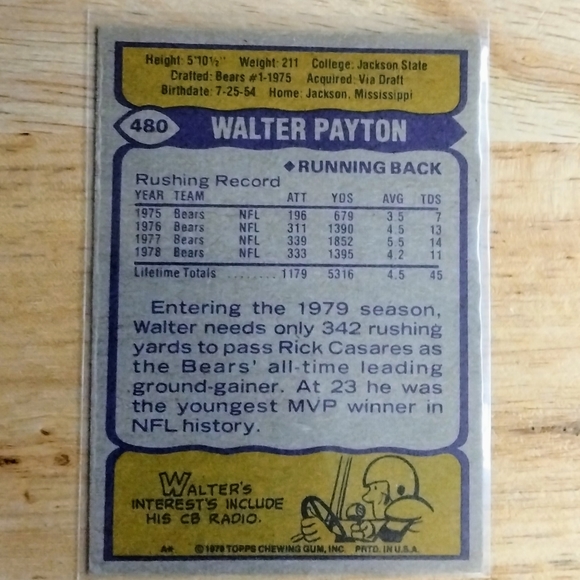 Height: 5'10½" Weight: 211 College: Jackson State
Drafted: Bears #1-1975 Acquired: Via Draft
Birthdate: 7-25-54 Home: Jackson, Mississippi
480 WALTER PAYTON
◆RUNNING BACK
Rushing Record
YEAR TEAM ATT YDS AVG TDS
1975 Bears NFL 196 679 3.5 7
1976 Bears NFL 311 1390 4.5 13
1977 Bears NFL 339 1852 5.5 14
1978 Bears NFL 333 1395 4.2 11
Lifetime Totals ........ 1179 5316 4.5 45
Entering the 1979 season,
Walter needs only 342 rushing
yards to pass Rick Casares as
the Bears' all-time leading
ground-gainer. At 23 he was
the youngest MVP winner in
NFL history.
WALTER'S
INTEREST'S INCLUDE
HIS CB RADIO.
©1979 TOPPS CHEWING GUM, INC. PRTD. IN U.S.A.